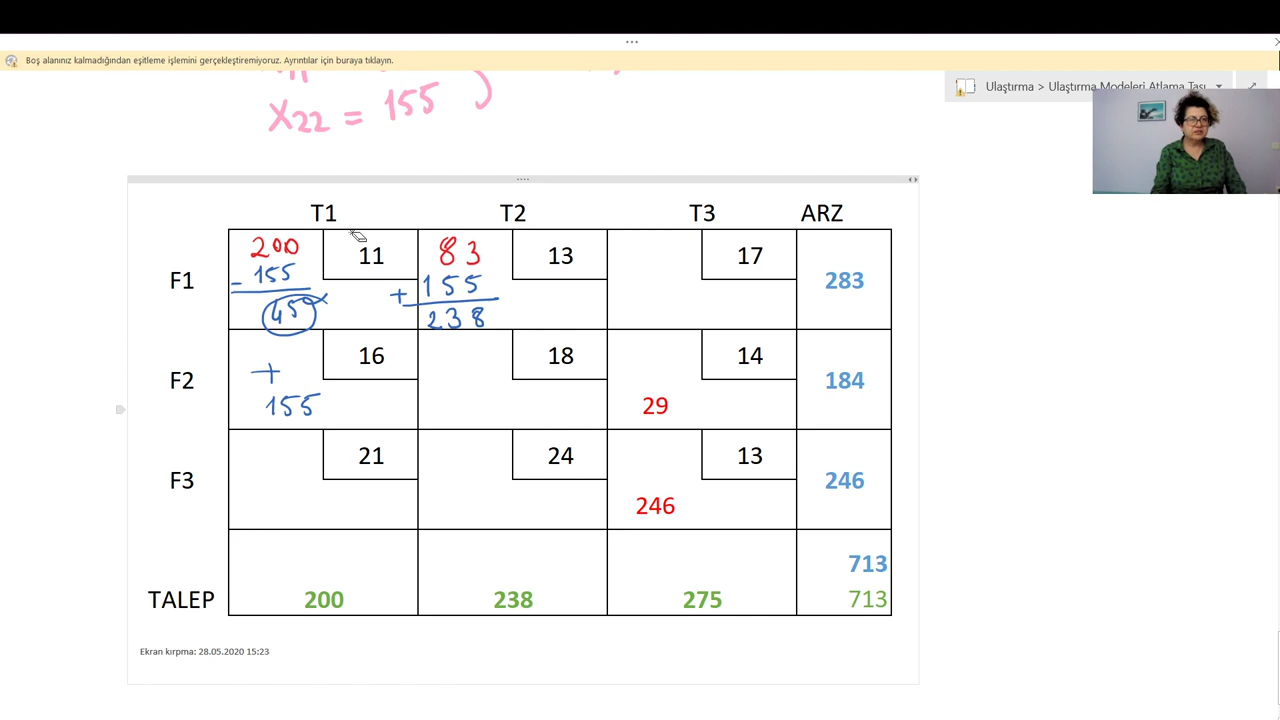 Boş alanınız kalmadığından eşitleme işlemini gerçekleştiremiyoruz. Ayrıntılar için buraya tıklayın.
Ulaştırma > Ulaştırma Modeleri Atlama Taşı
X22 = 155
T1 T2 T3 ARZ
F1 200 11 83 13 17 283
- 155 + 155
45 238
F2 16 18 14 184
+
155 29
F3 21 24 13 246
246
713
TALEP 200 238 275 713
Ekran kırpma: 28.05.2020 15:23